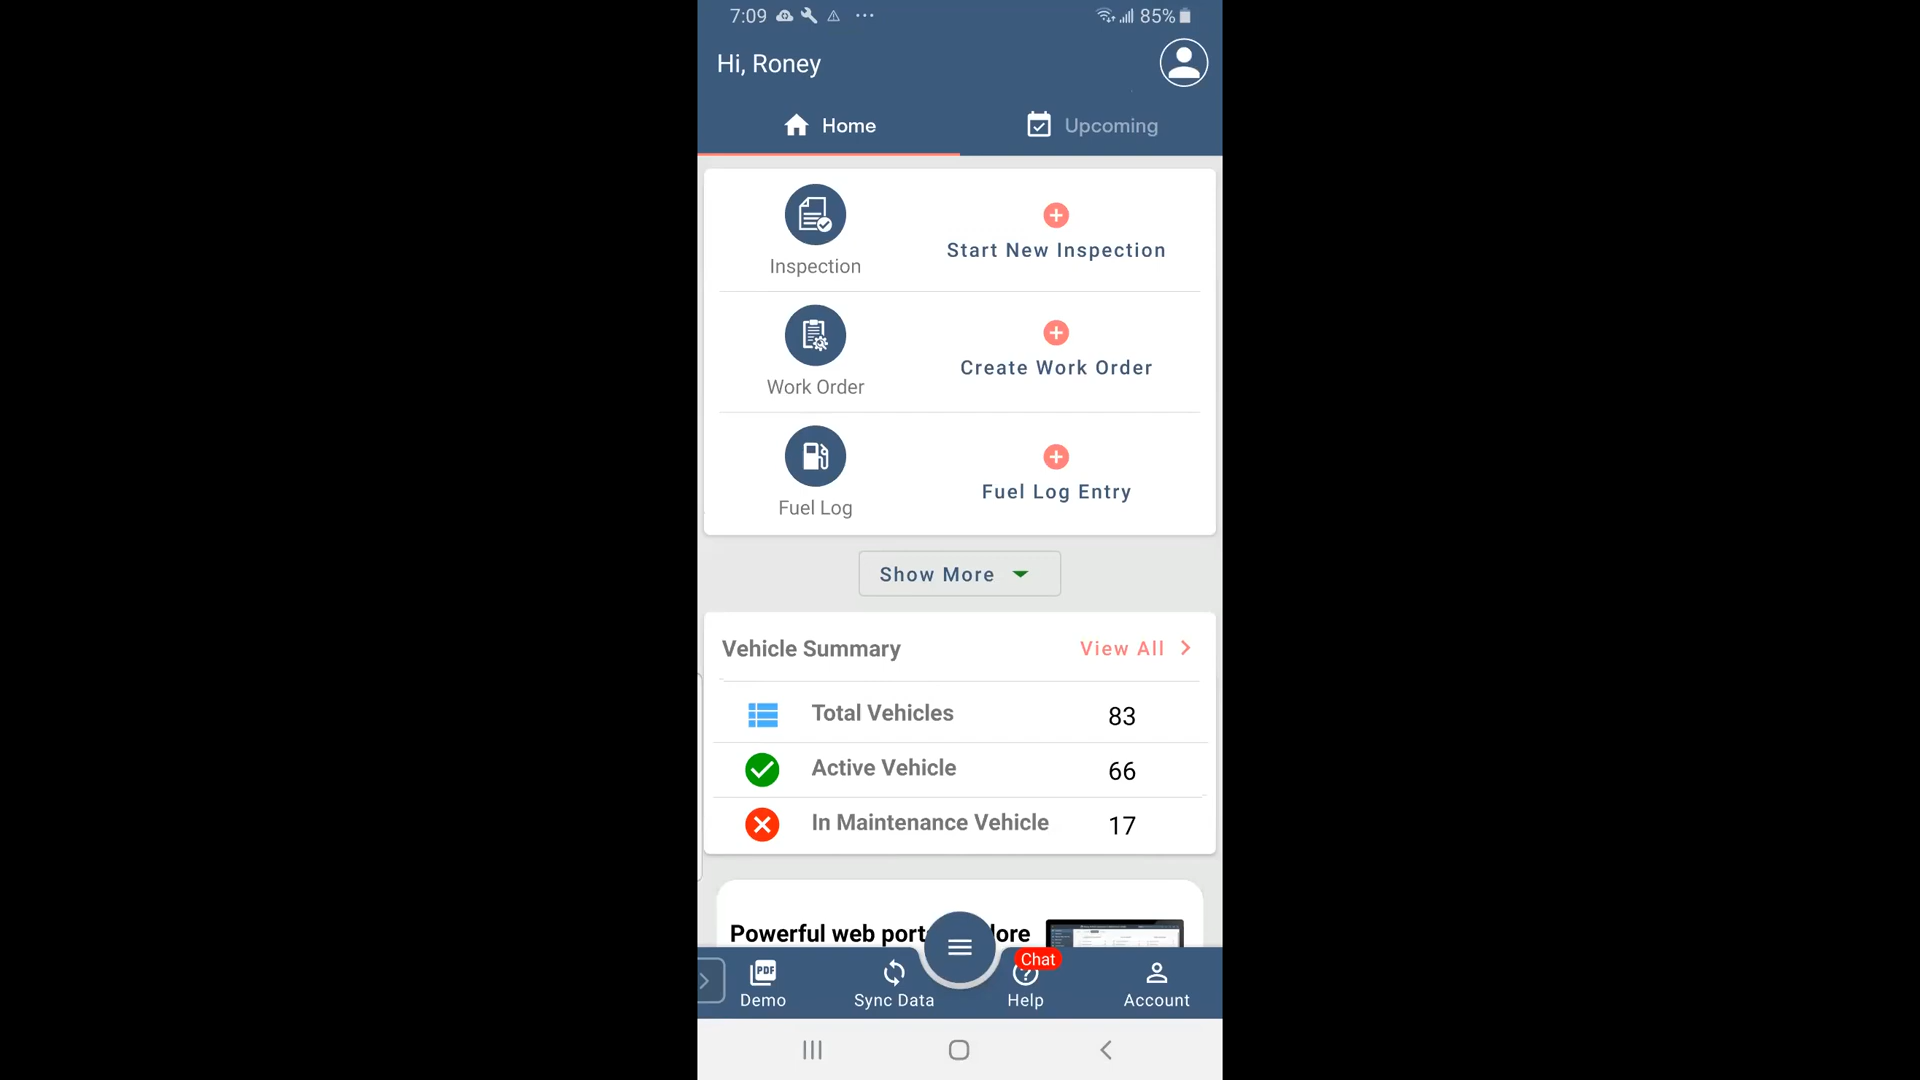 7:09 85%
Hi, Roney
Home Upcoming
Inspection Start New Inspection
Work Order Create Work Order
Fuel Log Fuel Log Entry
Show More
Vehicle Summary View All
Total Vehicles 83
Active Vehicle 66
In Maintenance Vehicle 17
Powerful web port
Chat
PDF
Demo Sync Data Help Account